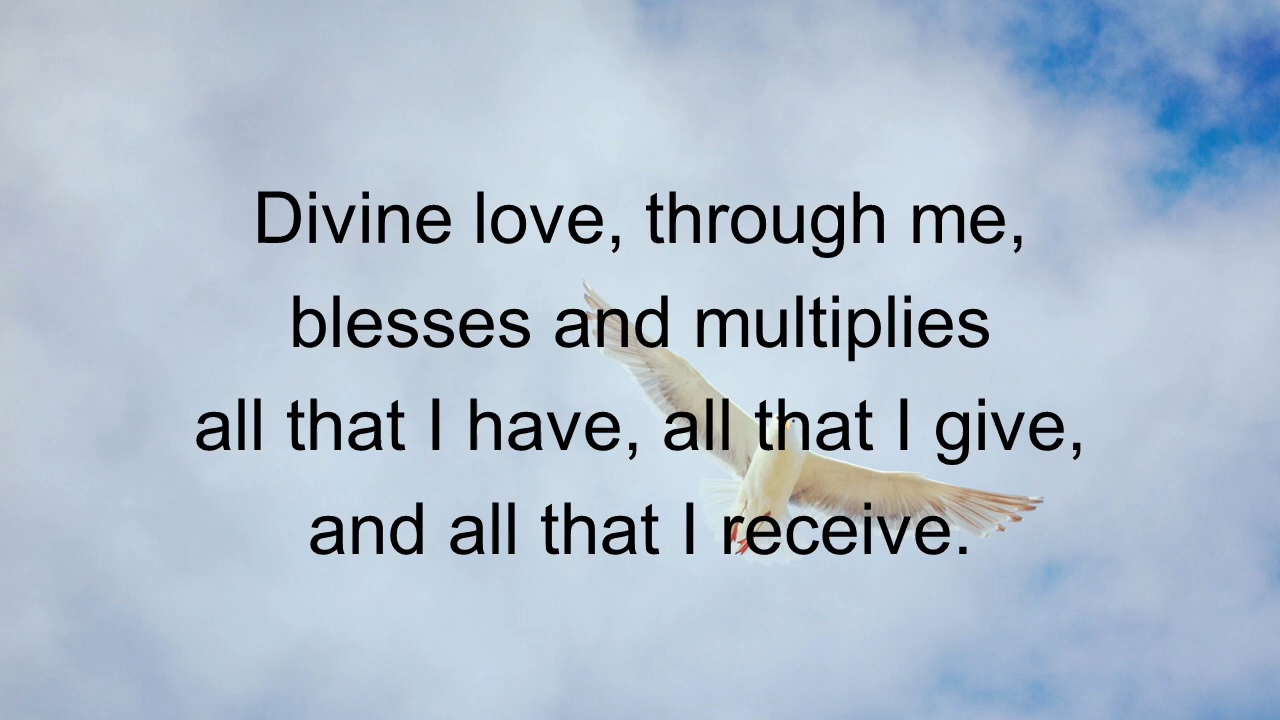 Divine love, through me,
blesses and multiplies
all that I have, all that I give,
and all that I receive.